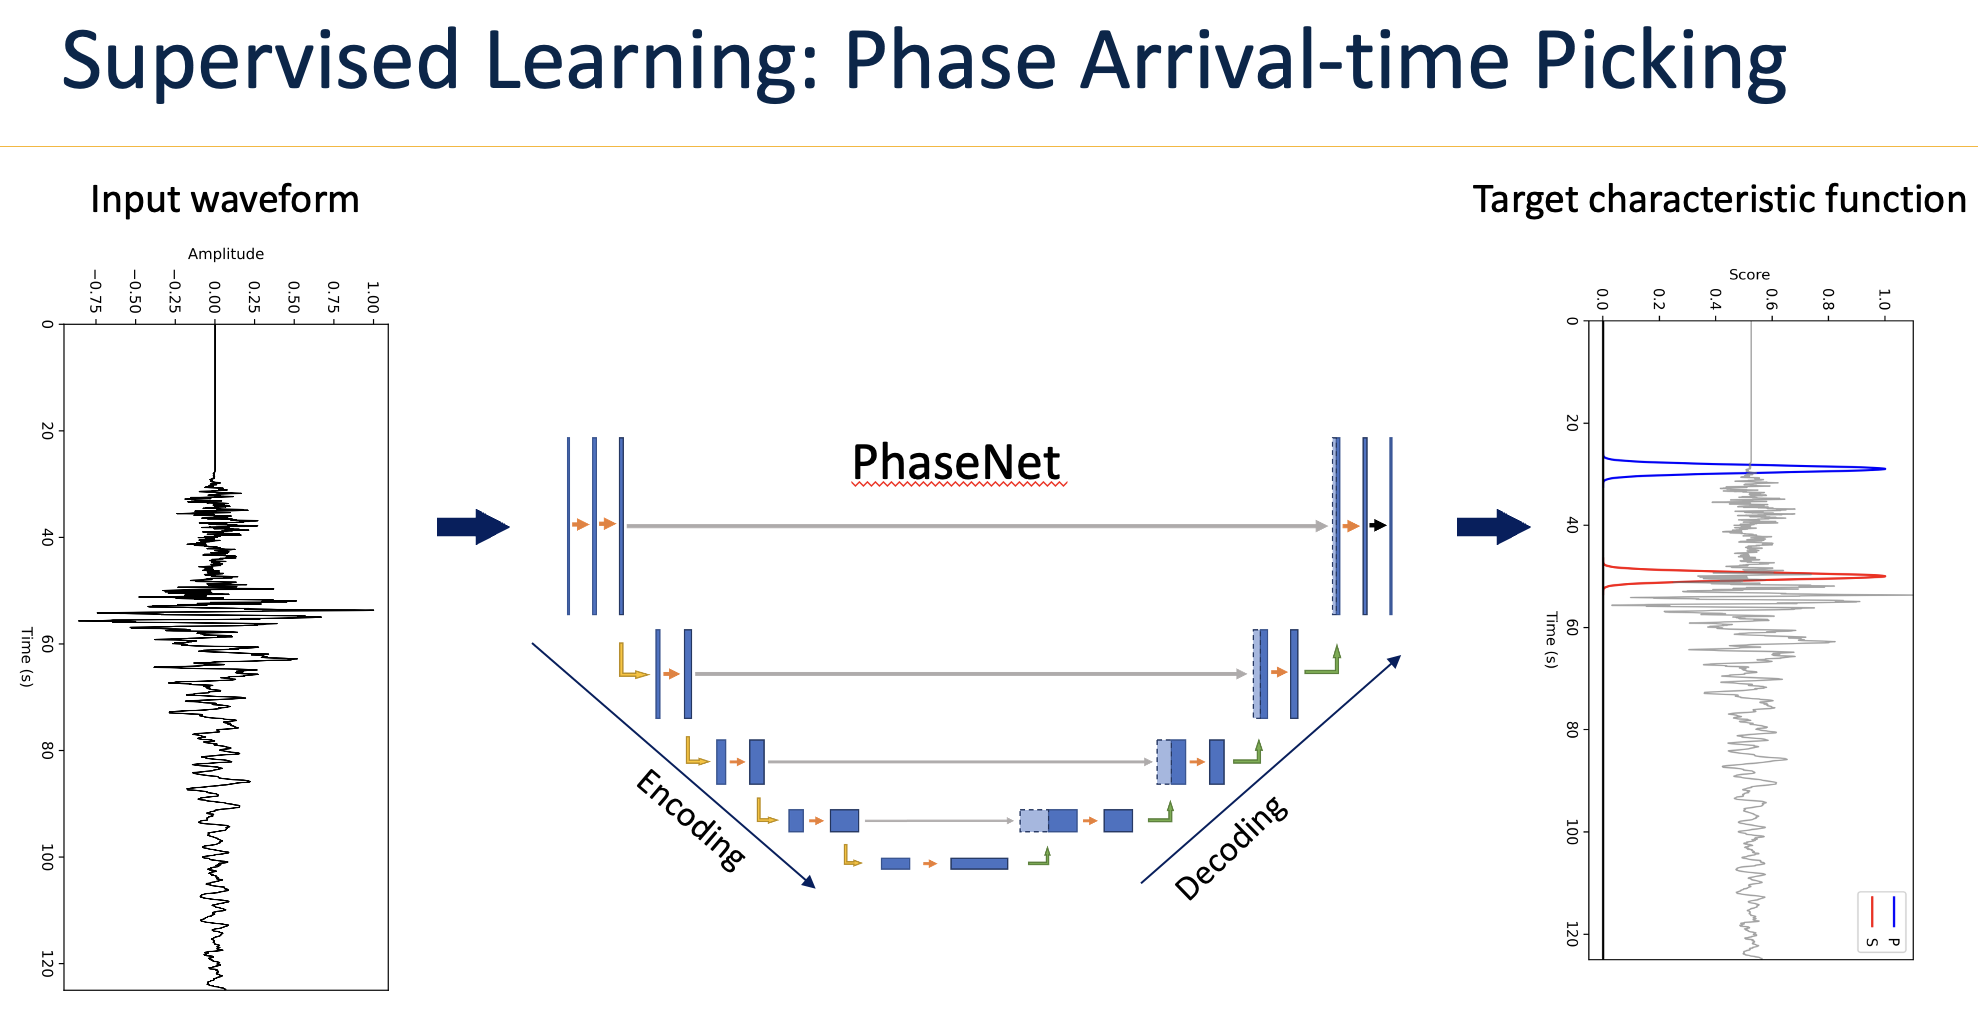 Supervised Learning: Phase Arrival-time Picking
Input waveform
Target characteristic function
Amplitude
−0.75
−0.50
−0.25
0.00
0.25
0.50
0.75
1.00
0
20
40
60
80
100
120
Time (s)
PhaseNet
Encoding
Decoding
Score
0.0
0.2
0.4
0.6
0.8
1.0
0
20
40
60
80
100
120
Time (s)
P
S